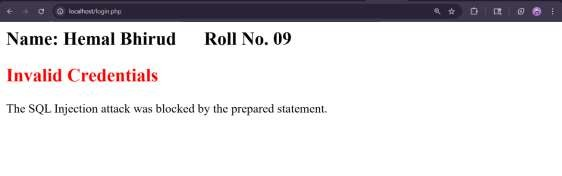 localhost/login.php
Name: Hemal Bhirud Roll No. 09
Invalid Credentials
The SQL Injection attack was blocked by the prepared statement.